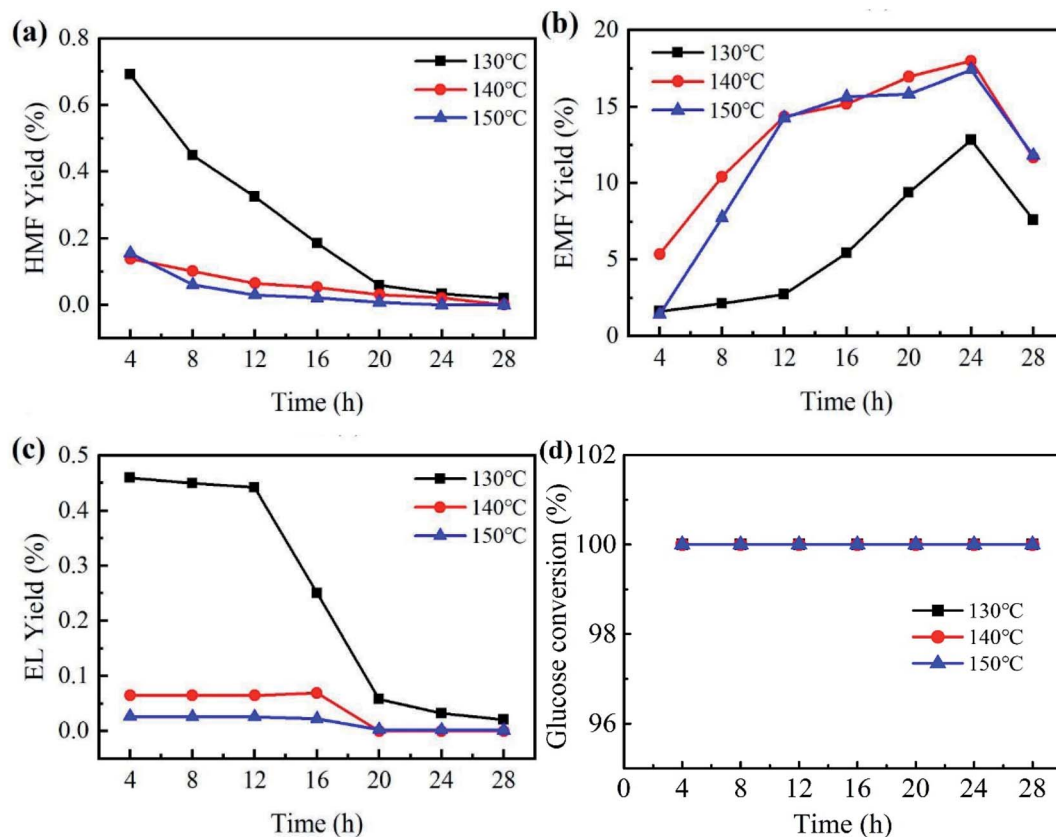 (a)
0.8
0.6
0.4
0.2
0.0
HMF Yield (%)
130℃
140℃
150℃
4 8 12 16 20 24 28
Time (h)
(b)
20
15
10
5
0
EMF Yield (%)
130℃
140℃
150℃
4 8 12 16 20 24 28
Time (h)
(c)
0.5
0.4
0.3
0.2
0.1
0.0
EL Yield (%)
130℃
140℃
150℃
4 8 12 16 20 24 28
Time (h)
(d)
102
100
98
96
Glucose conversion (%)
130℃
140℃
150℃
0 4 8 12 16 20 24 28
Time (h)